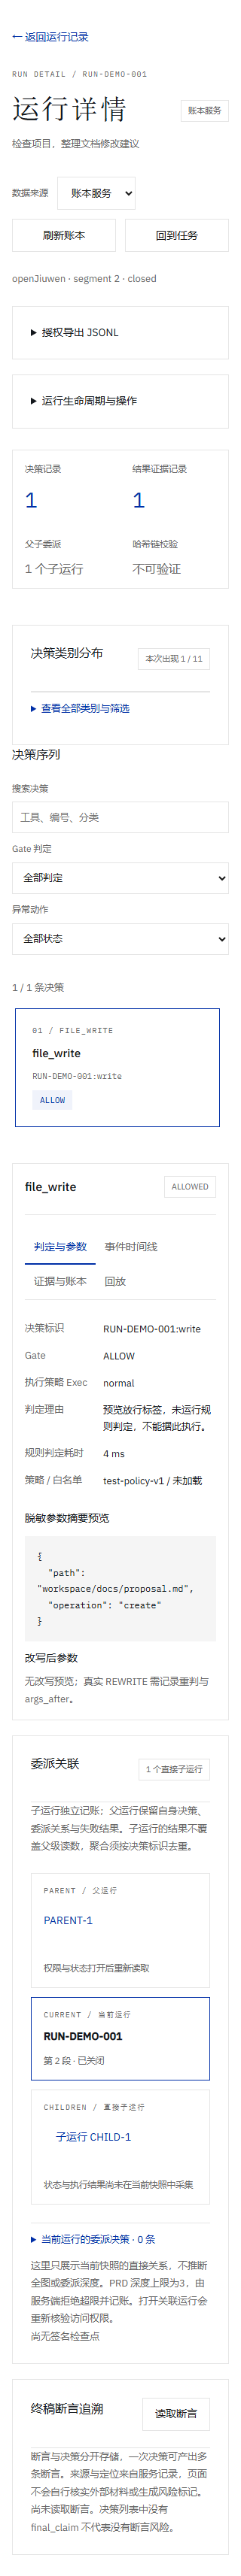 ← 返回运行记录
RUN DETAIL / RUN-DEMO-001
运行详情
账本服务
检查项目，整理文档修改建议
数据来源
账本服务
刷新账本
回到任务
openJiuwen · segment 2 · closed
▶ 授权导出 JSONL
▶ 运行生命周期与操作
决策记录
结果证据记录
1
1
父子委派
哈希链校验
1 个子运行
不可验证
决策类别分布
本次出现 1 / 11
▶ 查看全部类别与筛选
决策序列
搜索决策
工具、编号、分类
Gate 判定
全部判定
异常动作
全部状态
1 / 1 条决策
01 / FILE_WRITE
file_write
RUN-DEMO-001:write
ALLOW
file_write
ALLOWED
判定与参数
事件时间线
证据与账本
回放
决策标识
RUN-DEMO-001:write
Gate
ALLOW
执行策略 Exec
normal
判定理由
预览放行标签，未运行规
则判定，不能据此执行。
规则判定耗时
4 ms
策略 / 白名单
test-policy-v1 / 未加载
脱敏参数摘要预览
{
"path":
"workspace/docs/proposal.md",
"operation": "create"
}
改写后参数
无改写预览；真实 REWRITE 需记录重判与
args_after。
委派关联
1 个直接子运行
子运行独立记账；父运行保留自身决策、
委派关系与失败结果。子运行的结果不覆
盖父级读数，聚合须按决策标识去重。
PARENT / 父运行
PARENT-1
权限与状态打开后重新读取
CURRENT / 当前运行
RUN-DEMO-001
第 2 段 · 已关闭
CHILDREN / 直接子运行
子运行 CHILD-1
状态与执行结果尚未在当前快照中采集
▶ 当前运行的委派决策 · 0 条
这里只展示当前快照的直接关系，不推断
全图或委派深度。PRD 深度上限为3，由
服务端拒绝超限并记账。打开关联运行会
重新核验访问权限。
尚无签名检查点
终稿断言追溯
读取断言
断言与决策分开存储，一次决策可产出多
条断言。来源与定位来自服务记录，页面
不会自行核实外部材料或生成风险标记。
尚未读取断言。决策列表中没有
final_claim 不代表没有断言风险。